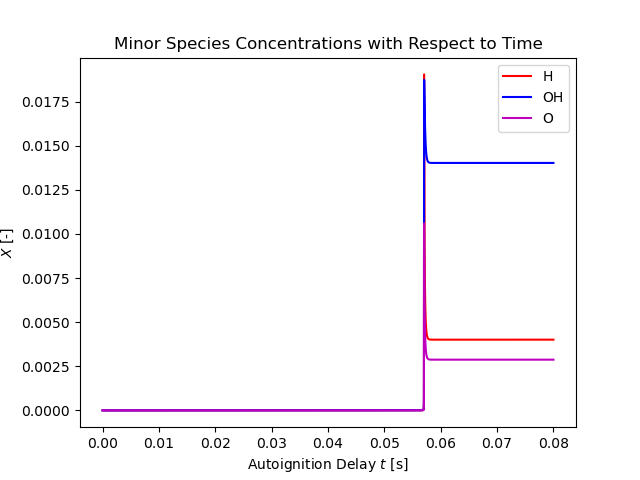 Minor Species Concentrations with Respect to Time
H
OH
O
0.0175
0.0150
0.0125
0.0100
0.0075
0.0050
0.0025
0.0000
X [-]
0.00 0.01 0.02 0.03 0.04 0.05 0.06 0.07 0.08
Autoignition Delay t [s]